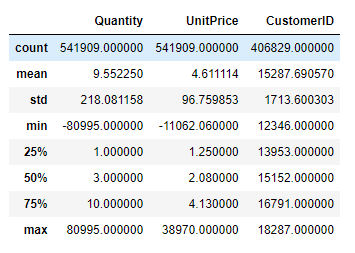 Quantity UnitPrice CustomerID
count 541909.000000 541909.000000 406829.000000
mean 9.552250 4.611114 15287.690570
std 218.081158 96.759853 1713.600303
min -80995.000000 -11062.060000 12346.000000
25% 1.000000 1.250000 13953.000000
50% 3.000000 2.080000 15152.000000
75% 10.000000 4.130000 16791.000000
max 80995.000000 38970.000000 18287.000000